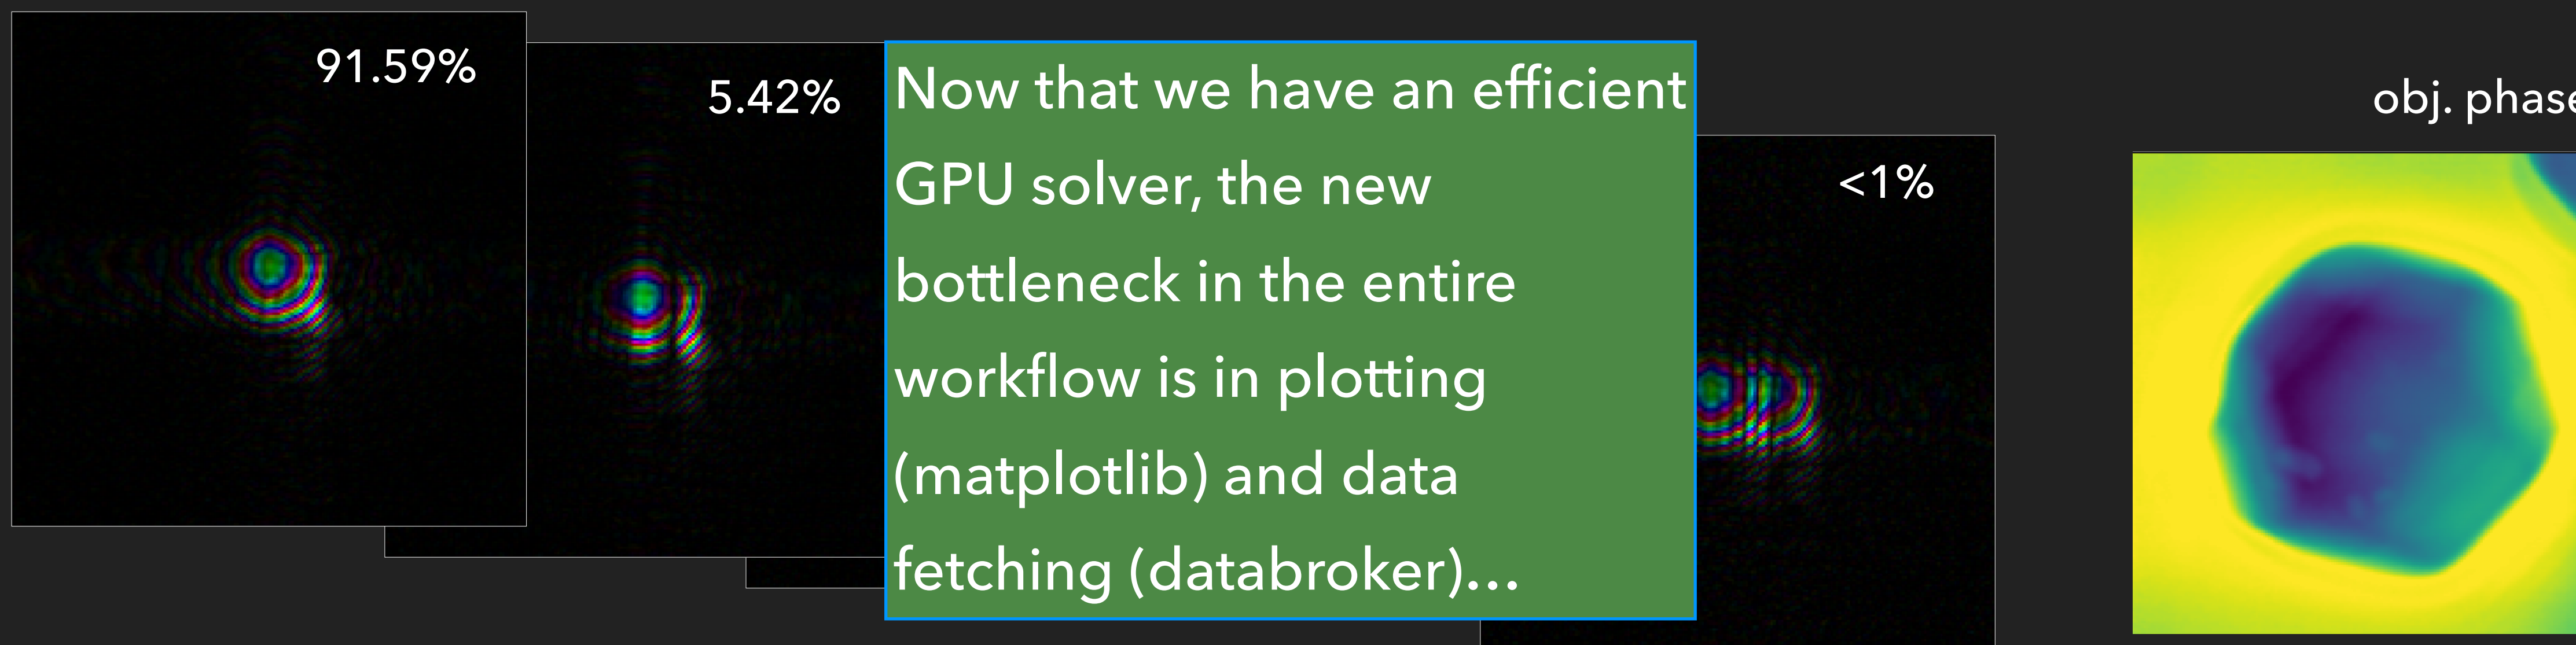 91.59%
5.42%
Now that we have an efficient
GPU solver, the new
bottleneck in the entire
workflow is in plotting
(matplotlib) and data
fetching (databroker)...
<1%
obj. phase